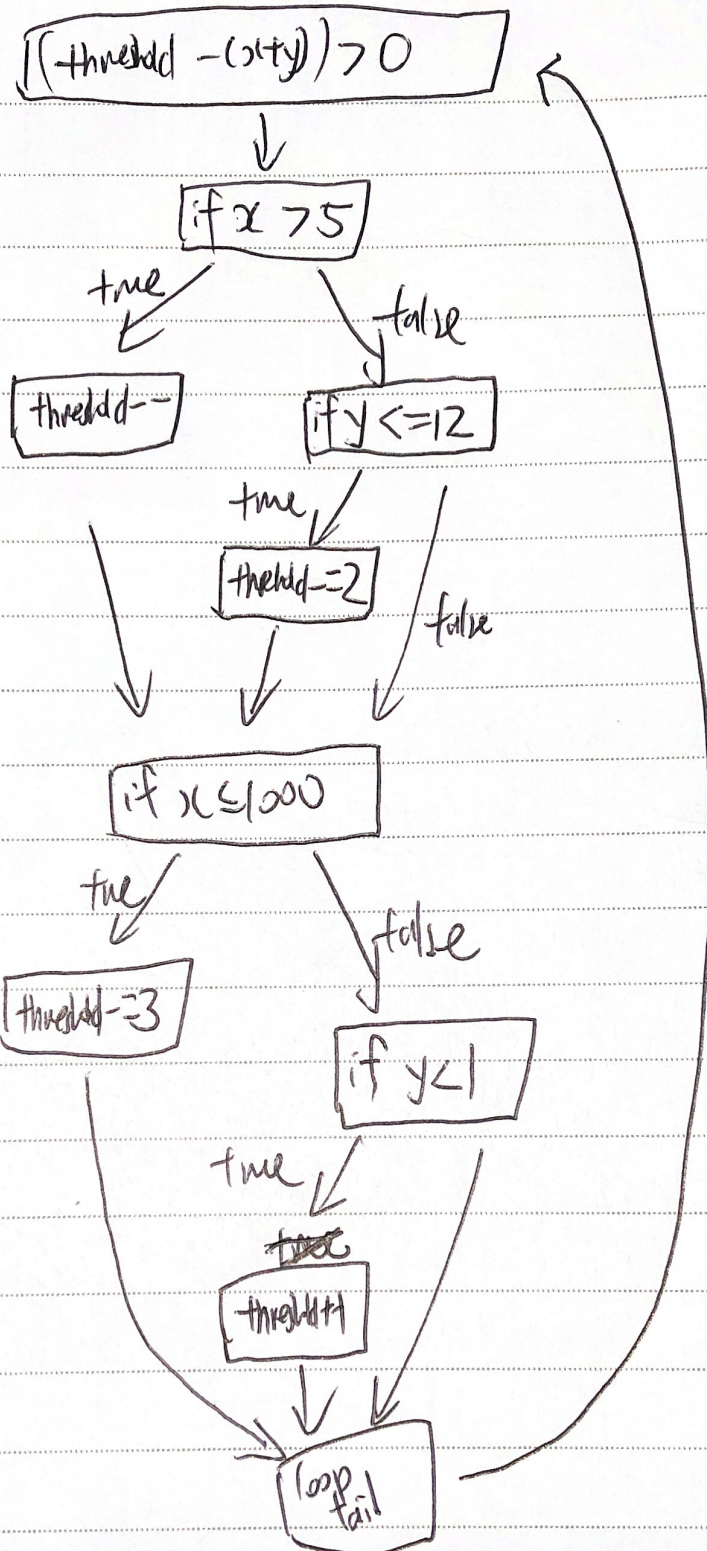 (threshold -(x+y)) > 0
if x > 5
true
false
threshold--
if y <= 12
true
threshold-=2
false
if x ≤ 1000
true
false
threshold-=3
if y < 1
true
threshold++
loop
tail